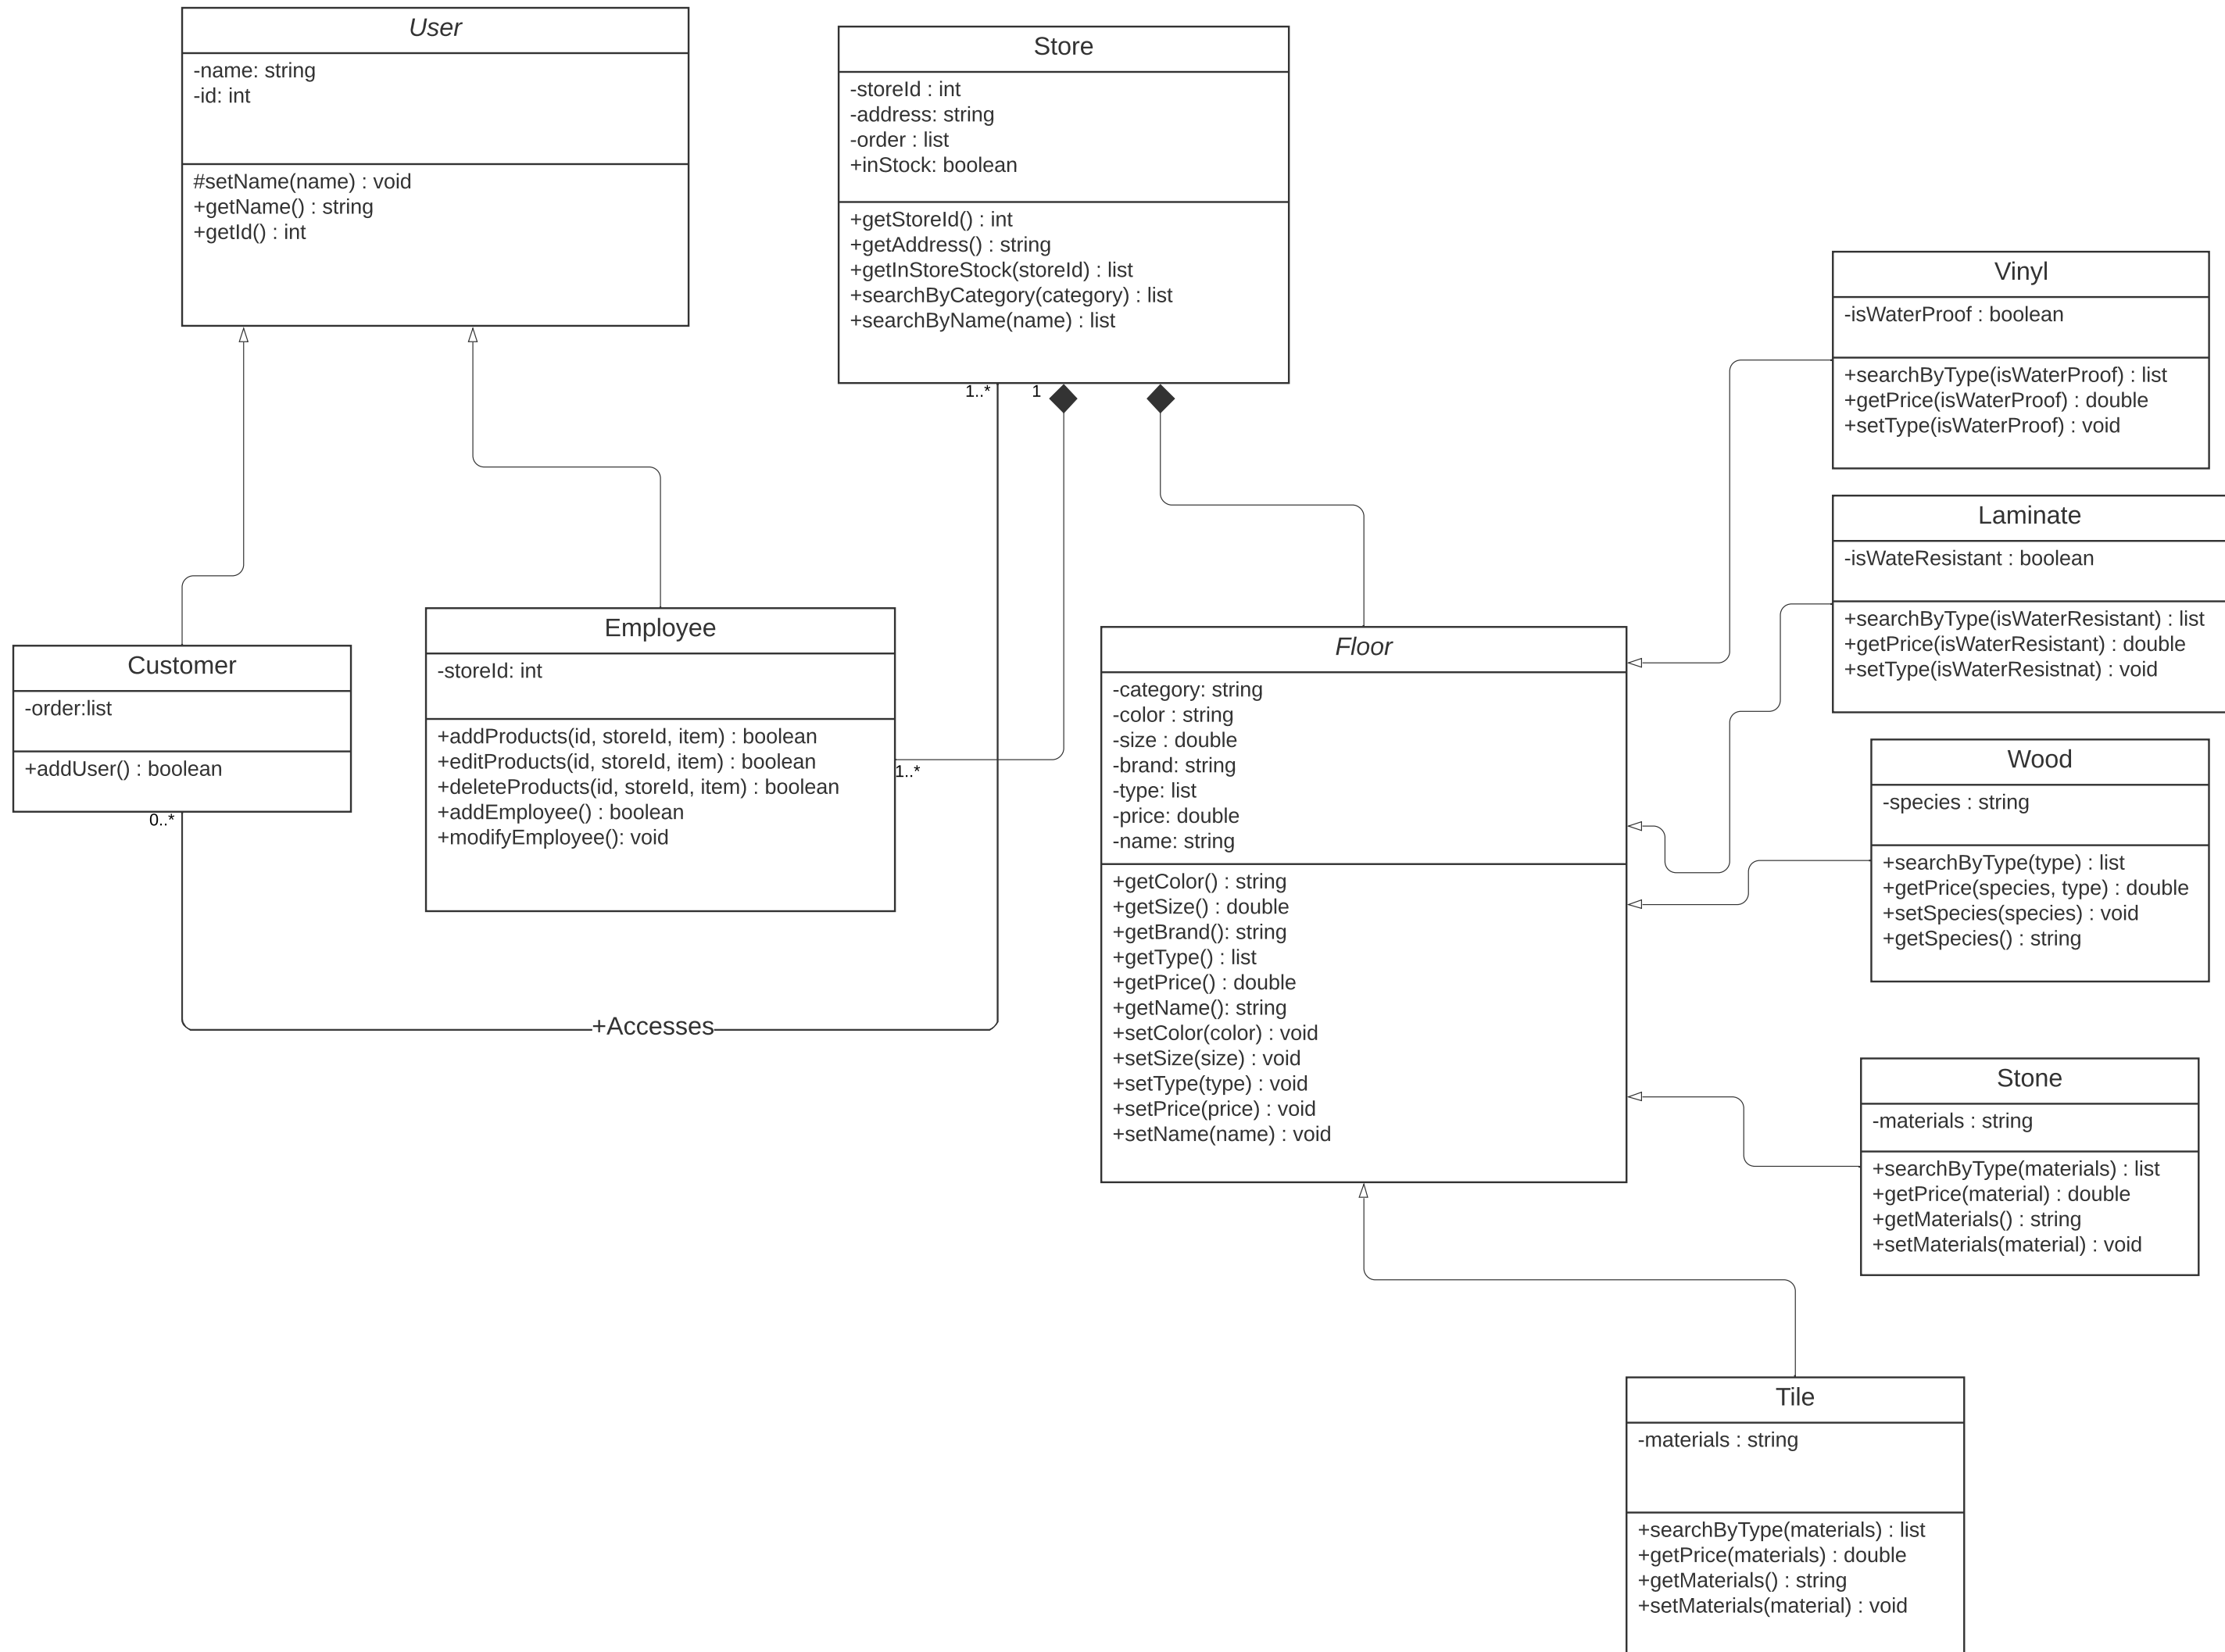 User
-name: string
-id: int
#setName(name) : void
+getName() : string
+getId() : int
Store
-storeId : int
-address: string
-order : list
+inStock: boolean
+getStoreId() : int
+getAddress() : string
+getInStoreStock(storeId) : list
+searchByCategory(category) : list
+searchByName(name) : list
1..*
1
Vinyl
-isWaterProof : boolean
+searchByType(isWaterProof) : list
+getPrice(isWaterProof) : double
+setType(isWaterProof) : void
Laminate
-isWateResistant : boolean
+searchByType(isWaterResistant) : list
+getPrice(isWaterResistant) : double
+setType(isWaterResistnat) : void
Customer
-order:list
+addUser() : boolean
0..*
Employee
-storeId: int
+addProducts(id, storeId, item) : boolean
+editProducts(id, storeId, item) : boolean
+deleteProducts(id, storeId, item) : boolean
+addEmployee() : boolean
+modifyEmployee(): void
1..*
+Accesses
Floor
-category: string
-color : string
-size : double
-brand: string
-type: list
-price: double
-name: string
+getColor() : string
+getSize() : double
+getBrand(): string
+getType() : list
+getPrice() : double
+getName(): string
+setColor(color) : void
+setSize(size) : void
+setType(type) : void
+setPrice(price) : void
+setName(name) : void
Wood
-species : string
+searchByType(type) : list
+getPrice(species, type) : double
+setSpecies(species) : void
+getSpecies() : string
Stone
-materials : string
+searchByType(materials) : list
+getPrice(material) : double
+getMaterials() : string
+setMaterials(material) : void
Tile
-materials : string
+searchByType(materials) : list
+getPrice(materials) : double
+getMaterials() : string
+setMaterials(material) : void